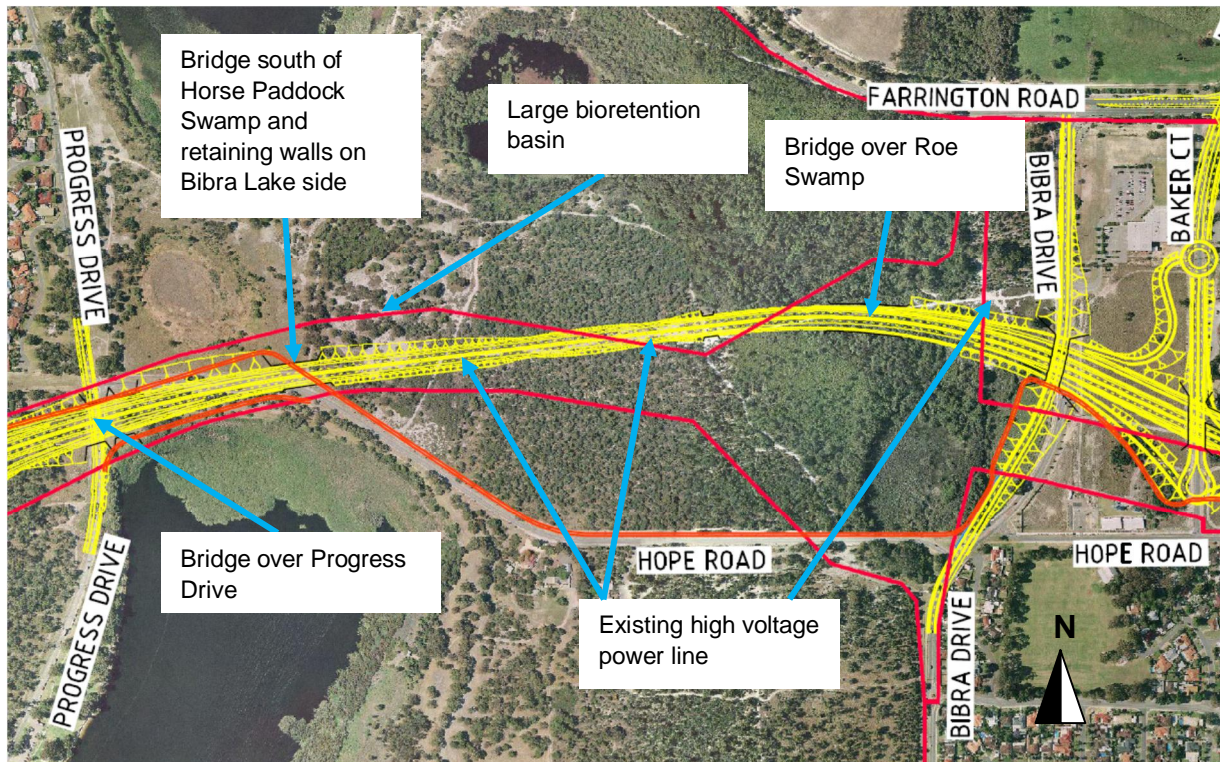 Bridge south of
Horse Paddock
Swamp and
retaining walls on
Bibra Lake side
Large bioretention
basin
Bridge over Roe
Swamp
FARRINGTON ROAD
BIBRA DRIVE
BAKER CT
PROGRESS DRIVE
Bridge over Progress
Drive
PROGRESS DRIVE
HOPE ROAD
HOPE ROAD
Existing high voltage
power line
BIBRA DRIVE
N